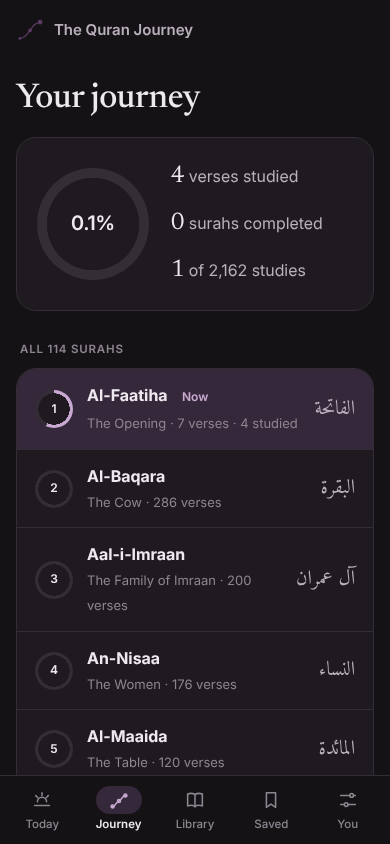 The Quran Journey
Your journey
0.1%
4 verses studied
0 surahs completed
1 of 2,162 studies
ALL 114 SURAHS
1
Al-Faatiha Now
The Opening · 7 verses · 4 studied
الفاتحة
2
Al-Baqara
The Cow · 286 verses
البقرة
3
Aal-i-Imraan
The Family of Imraan · 200
verses
آل عمران
4
An-Nisaa
The Women · 176 verses
النساء
5
Al-Maaida
The Table · 120 verses
المائدة
Today Journey Library Saved You